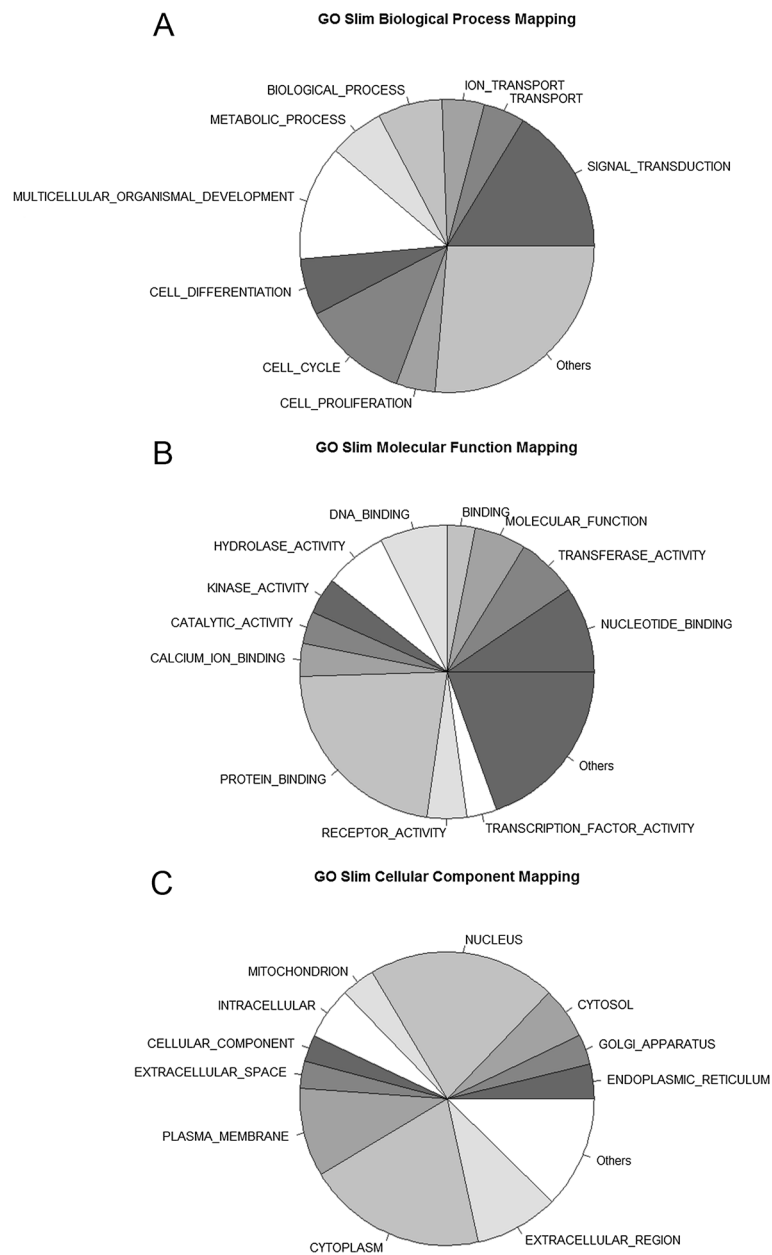 A
GO Slim Biological Process Mapping
ION_TRANSPORT
BIOLOGICAL_PROCESS
TRANSPORT
METABOLIC_PROCESS
SIGNAL_TRANSDUCTION
MULTICELLULAR_ORGANISMAL_DEVELOPMENT
CELL_DIFFERENTIATION
CELL_CYCLE
Others
CELL_PROLIFERATION
B
GO Slim Molecular Function Mapping
DNA_BINDING
BINDING
MOLECULAR_FUNCTION
HYDROLASE_ACTIVITY
TRANSFERASE_ACTIVITY
KINASE_ACTIVITY
CATALYTIC_ACTIVITY
NUCLEOTIDE_BINDING
CALCIUM_ION_BINDING
Others
PROTEIN_BINDING
RECEPTOR_ACTIVITY
TRANSCRIPTION_FACTOR_ACTIVITY
C
GO Slim Cellular Component Mapping
NUCLEUS
MITOCHONDRION
INTRACELLULAR
CYTOSOL
CELLULAR_COMPONENT
GOLGI_APPARATUS
EXTRACELLULAR_SPACE
ENDOPLASMIC_RETICULUM
PLASMA_MEMBRANE
Others
CYTOPLASM
EXTRACELLULAR_REGION